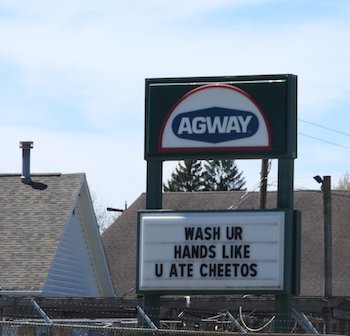 AGWAY
WASH UR
HANDS LIKE
U ATE CHEETOS